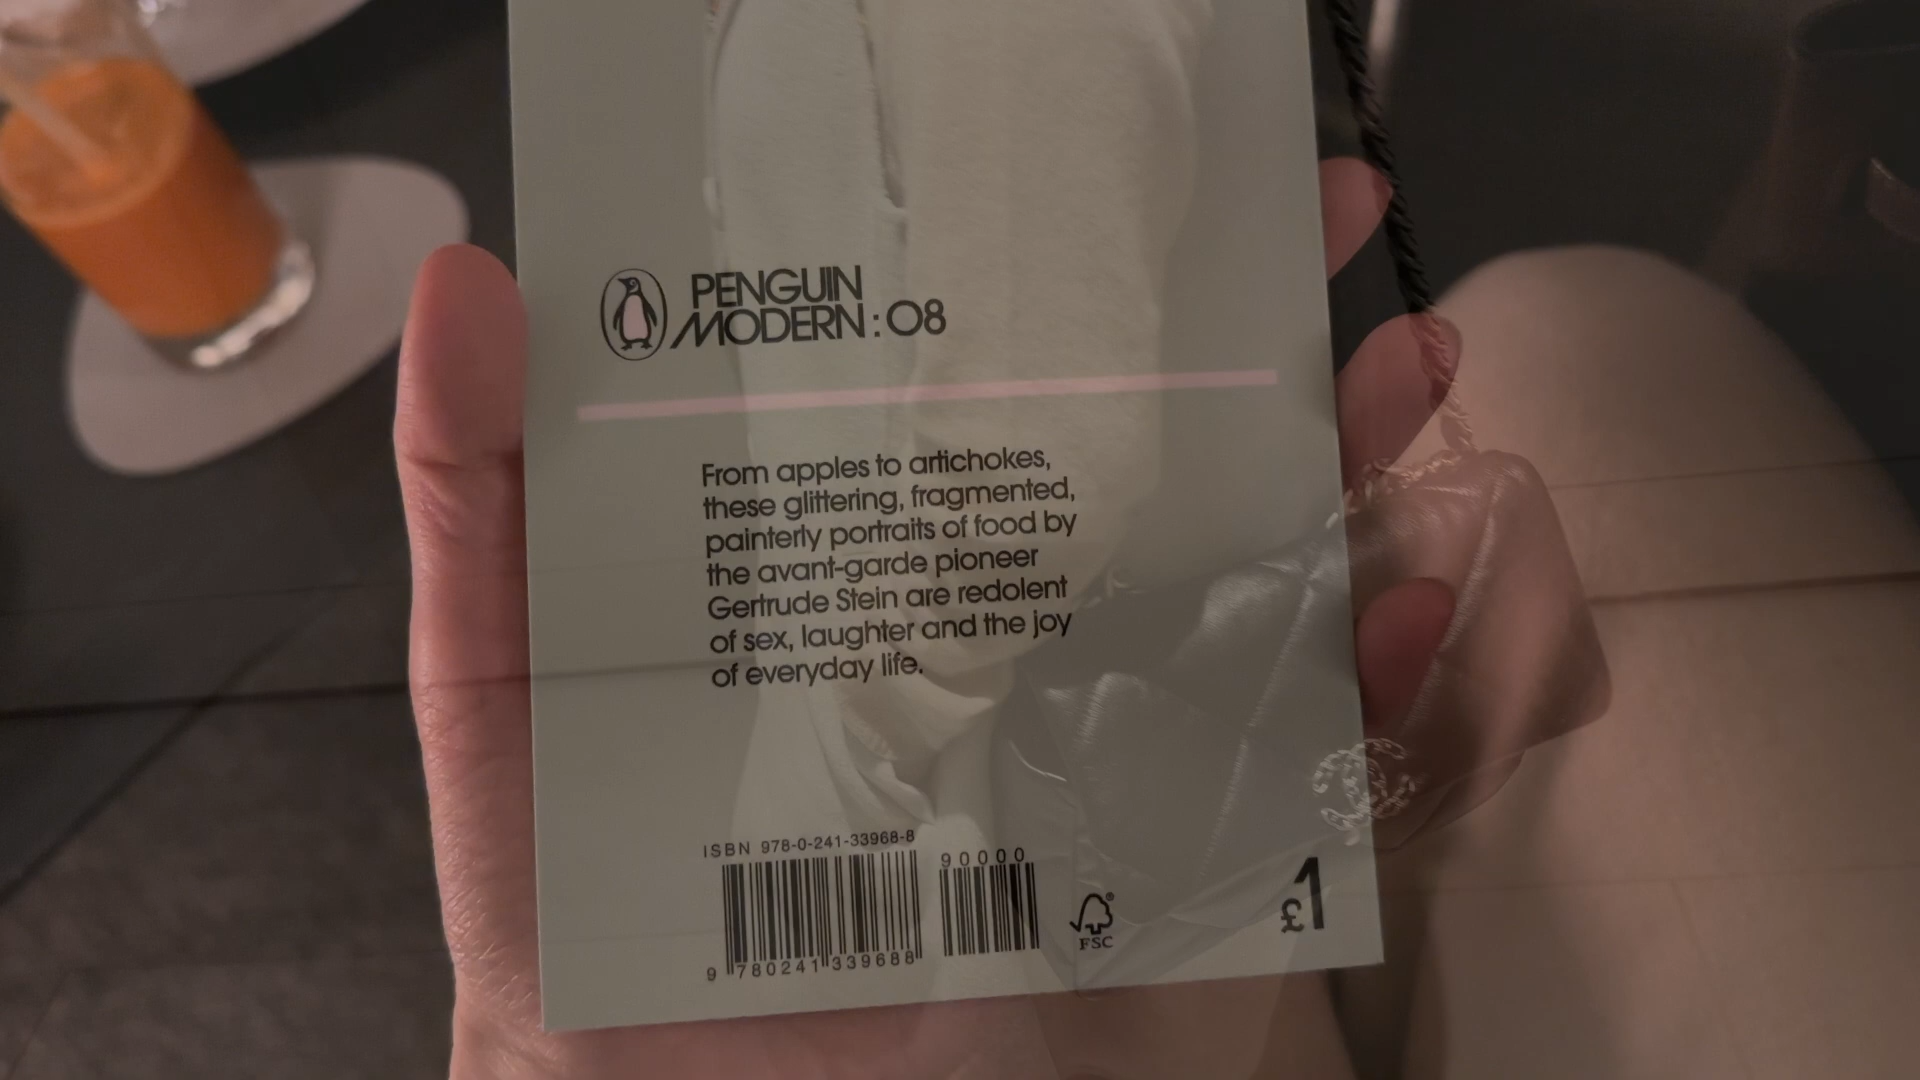 PENGUIN
MODERN:08
From apples to artichokes,
these glittering, fragmented,
painterly portraits of food by
the avant-garde pioneer
Gertrude Stein are redolent
of sex, laughter and the joy
of everyday life.
ISBN 978-0-241-33968-8
90000
9 780241 339688
FSC
£1